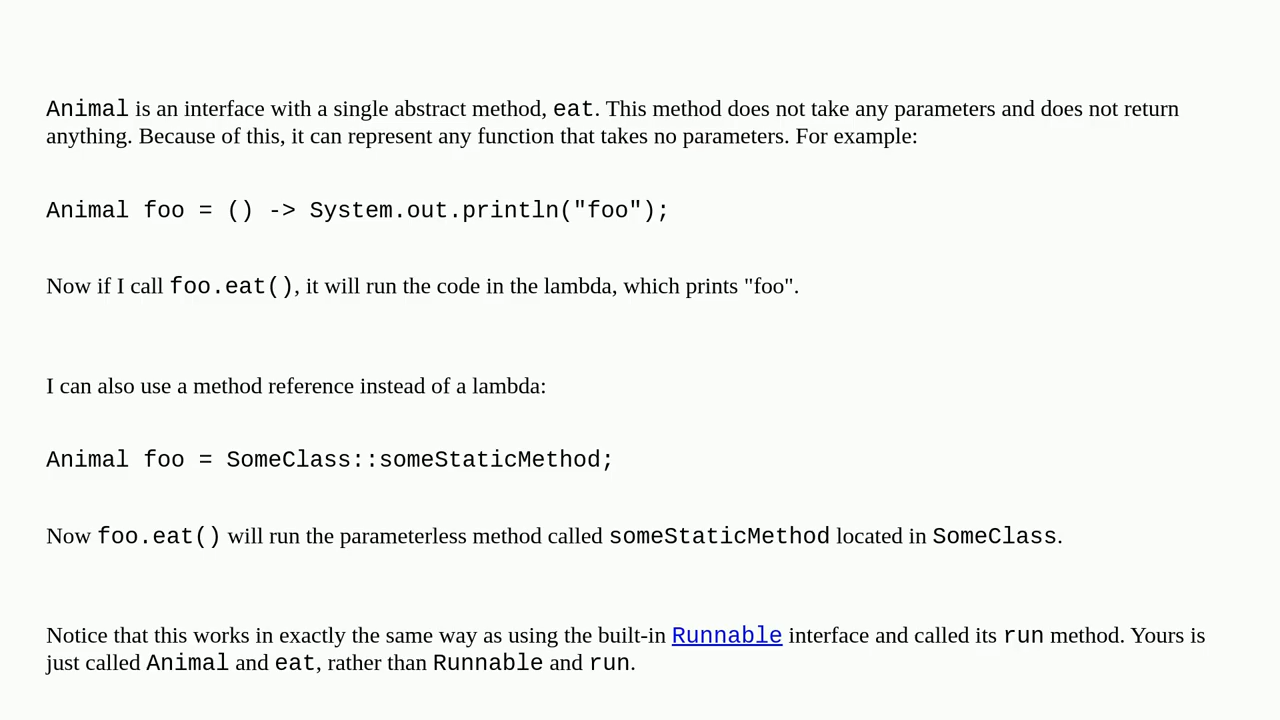 Animal is an interface with a single abstract method, eat. This method does not take any parameters and does not return
anything. Because of this, it can represent any function that takes no parameters. For example:
Animal foo = () -> System.out.println("foo");
Now if I call foo.eat(), it will run the code in the lambda, which prints "foo".
I can also use a method reference instead of a lambda:
Animal foo = SomeClass::someStaticMethod;
Now foo.eat() will run the parameterless method called someStaticMethod located in SomeClass.
Notice that this works in exactly the same way as using the built-in Runnable interface and called its run method. Yours is
just called Animal and eat, rather than Runnable and run.